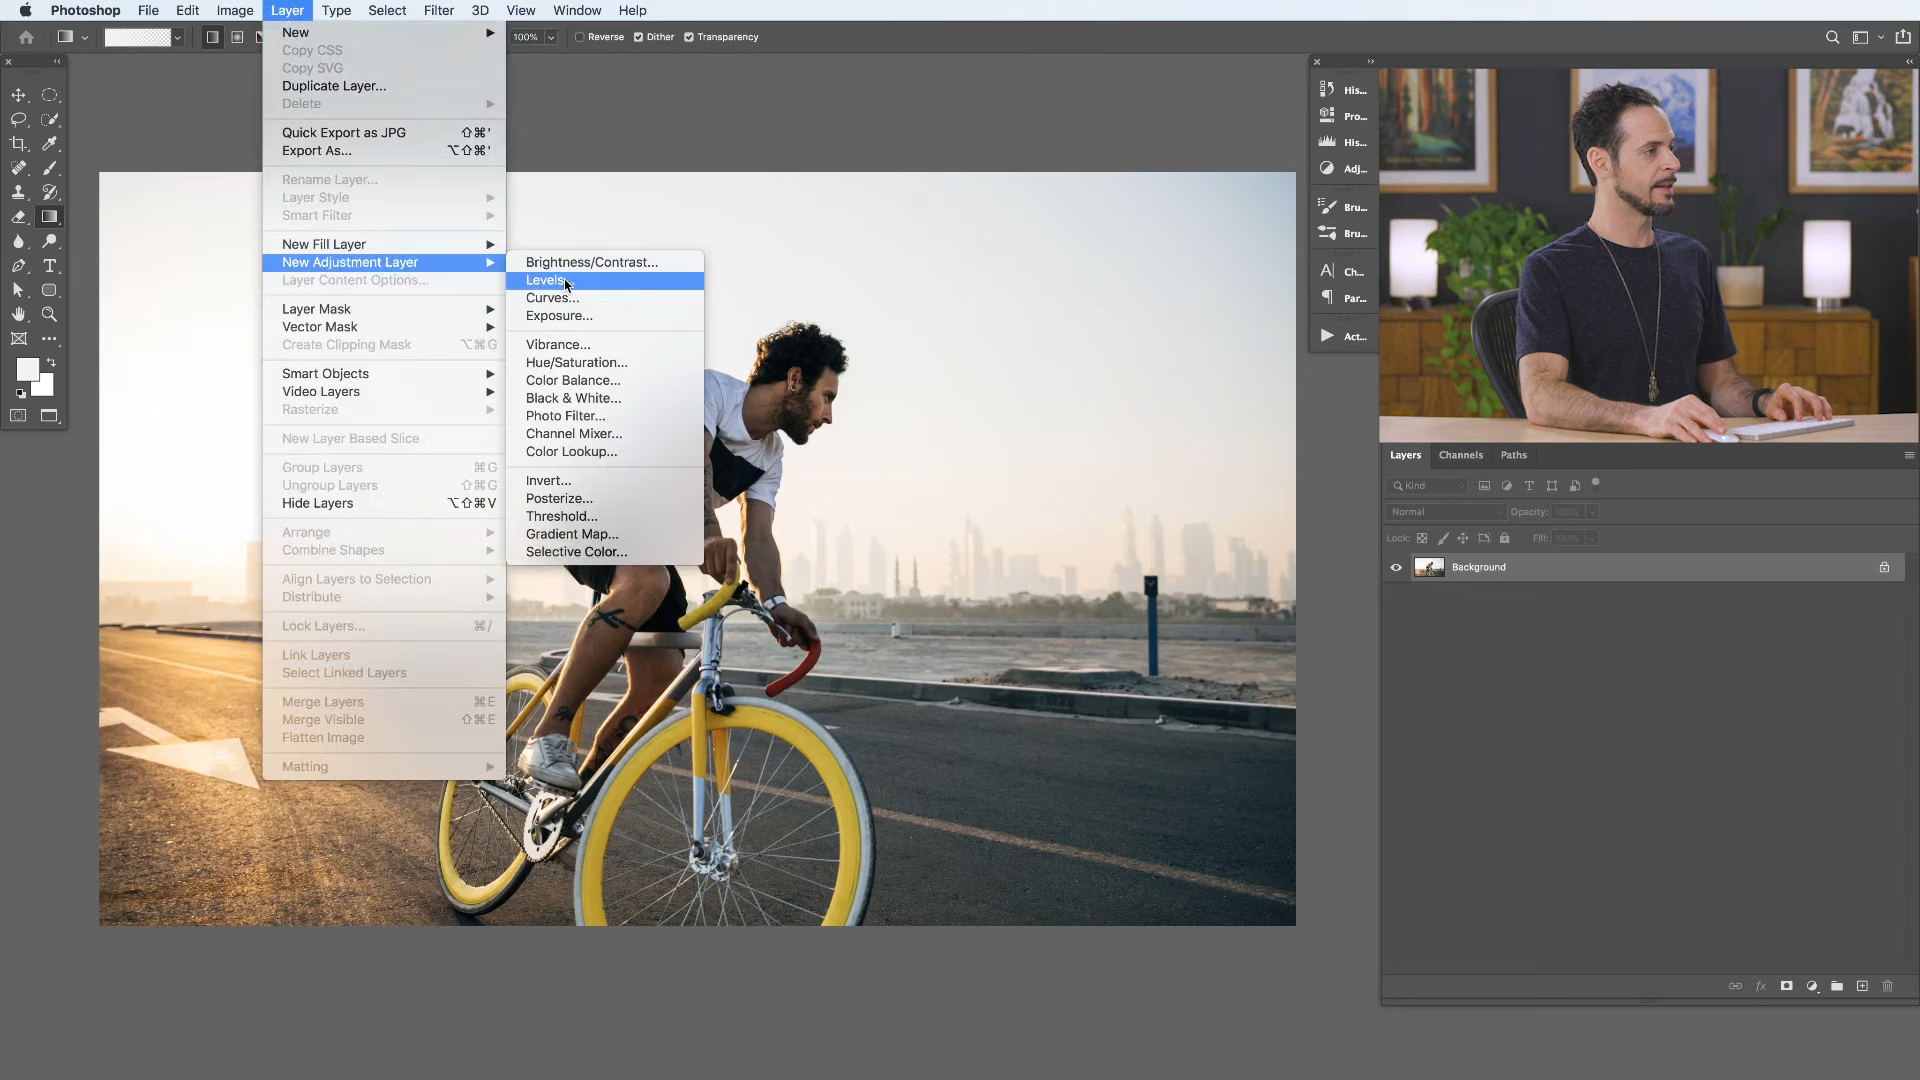 Photoshop File Edit Image Layer Type Select Filter 3D View Window Help
100% Reverse Dither Transparency
New
Copy CSS
Copy SVG
Duplicate Layer...
Delete
Quick Export as JPG ⇧⌘'
Export As... ⌥⇧⌘'
Rename Layer...
Layer Style
Smart Filter
New Fill Layer
New Adjustment Layer
Layer Content Options...
Layer Mask
Vector Mask
Create Clipping Mask ⌥⌘G
Smart Objects
Video Layers
Rasterize
New Layer Based Slice
Group Layers ⌘G
Ungroup Layers ⇧⌘G
Hide Layers ⌥⇧⌘V
Arrange
Combine Shapes
Align Layers to Selection
Distribute
Lock Layers... ⌘/
Link Layers
Select Linked Layers
Merge Layers ⌘E
Merge Visible ⇧⌘E
Flatten Image
Matting
Brightness/Contrast...
Levels
Curves...
Exposure...
Vibrance...
Hue/Saturation...
Color Balance...
Black & White...
Photo Filter...
Channel Mixer...
Color Lookup...
Invert...
Posterize...
Threshold...
Gradient Map...
Selective Color...
His...
Pro...
His...
Adj...
Bru...
Bru...
Ch...
Par...
Act...
Layers Channels Paths
Kind
Normal Opacity: 100%
Lock: Fill: 100%
Background